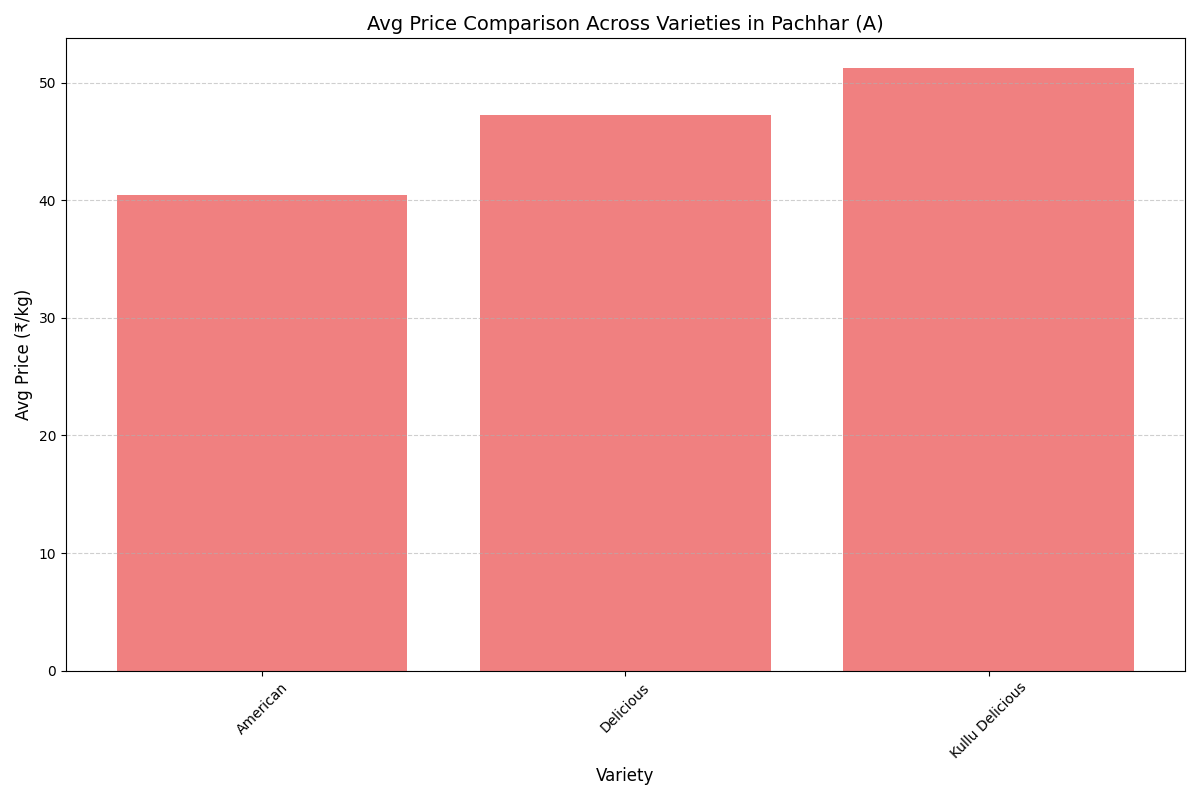 Avg Price Comparison Across Varieties in Pachhar (A)
50
40
30
20
10
0
Avg Price (₹/kg)
American
Delicious
Kullu Delicious
Variety